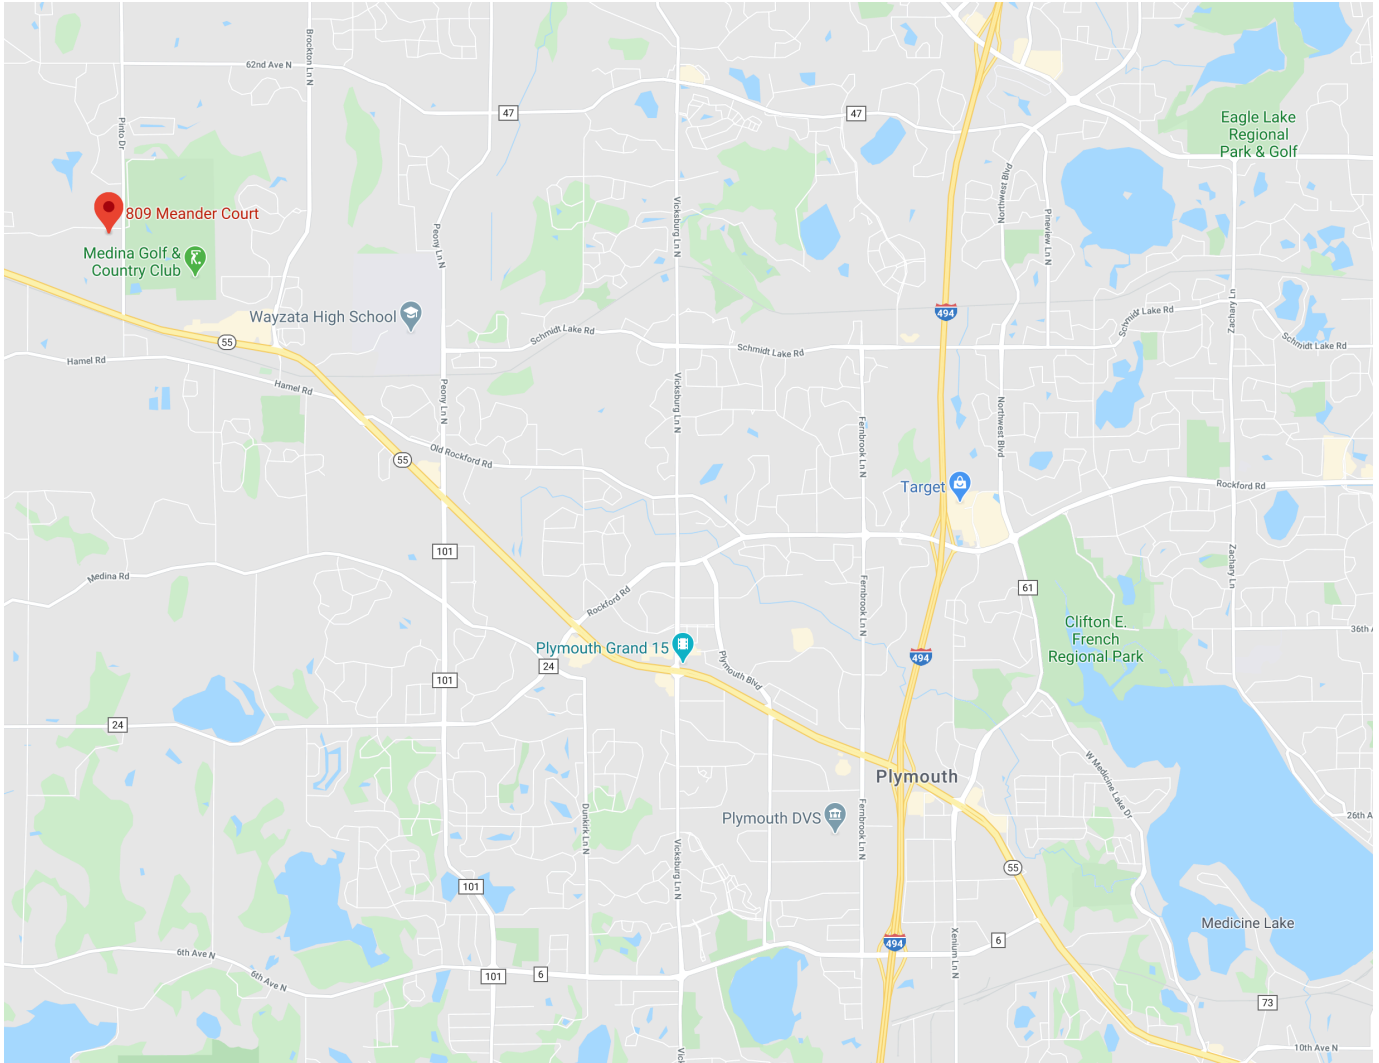 Brockton Ln N
62nd Ave N
47
47
Pinto Dr
Eagle Lake
Regional
Park & Golf
Northwest Blvd
Vicksburg Ln N
Pineview Ln N
809 Meander Court
Peony Ln N
Medina Golf &
Country Club
Zachary Ln
494
Wayzata High School
Schmidt Lake Rd
Schmidt Lake Rd
Schmidt Lake Rd
Schmidt Lake Rd
55
Hamel Rd
Hamel Rd
Peony Ln N
Vicksburg Ln N
Northwest Blvd
Fernbrook Ln N
Old Rockford Rd
55
Target
Rockford Rd
101
Zachary Ln
Medina Rd
61
Rockford Rd
Fernbrook Ln N
Clifton E.
French
Regional Park
36th A
Plymouth Grand 15
494
24
Plymouth Blvd
101
24
Plymouth
W Medicine Lake Dr
Dunkirk Ln N
Plymouth DVS
Fernbrook Ln N
26th A
55
Vicksburg Ln N
101
Medicine Lake
494
6
Xenium Ln N
6th Ave N
6th Ave N
101
6
73
Vick
10th Ave N